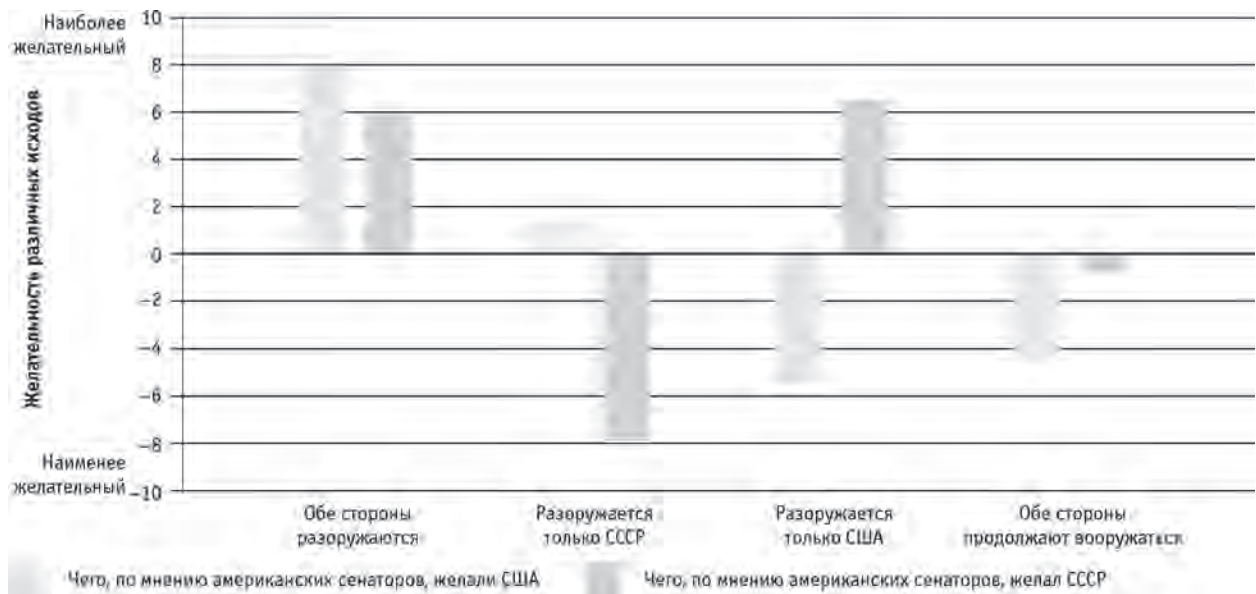 Наиболее
желательный
10
8
6
4
2
0
–2
–4
–6
–8
–10
Желательность различных исходов
Наименее
желательный
Обе стороны
разоружаются
Разоружается
только СССР
Разоружается
только США
Обе стороны
продолжают вооружаться
Чего, по мнению американских сенаторов, желали США
Чего, по мнению американских сенаторов, желал СССР